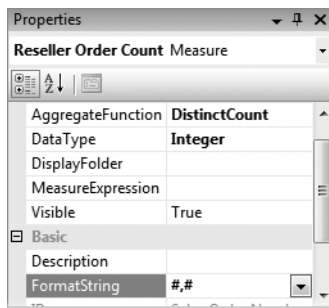 Properties
Reseller Order Count Measure
AggregateFunction DistinctCount
DataType Integer
DisplayFolder
MeasureExpression
Visible True
Basic
Description
FormatString #,#